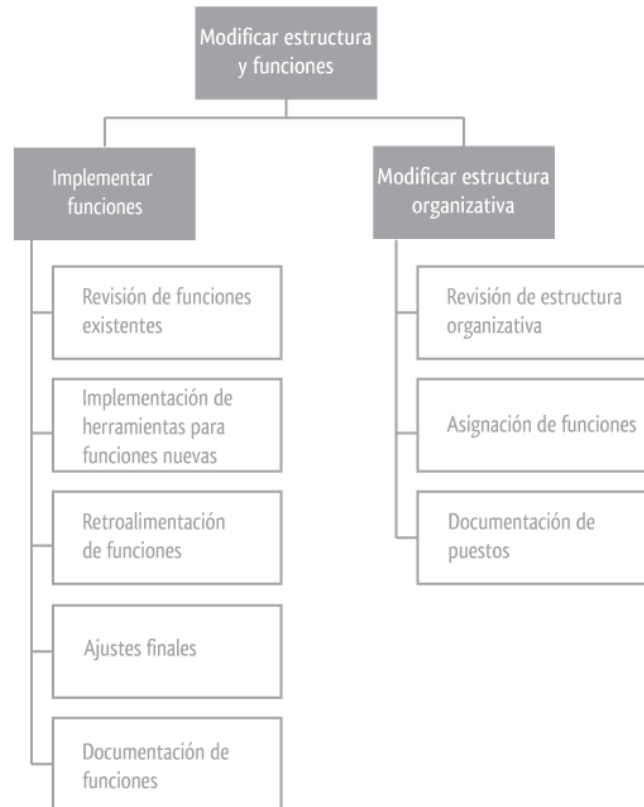 Modificar estructura
y funciones
Implementar
funciones
Revisión de funciones
existentes
Implementación de
herramientas para
funciones nuevas
Retroalimentación
de funciones
Ajustes finales
Documentación de
funciones
Modificar estructura
organizativa
Revisión de estructura
organizativa
Asignación de funciones
Documentación de
puestos